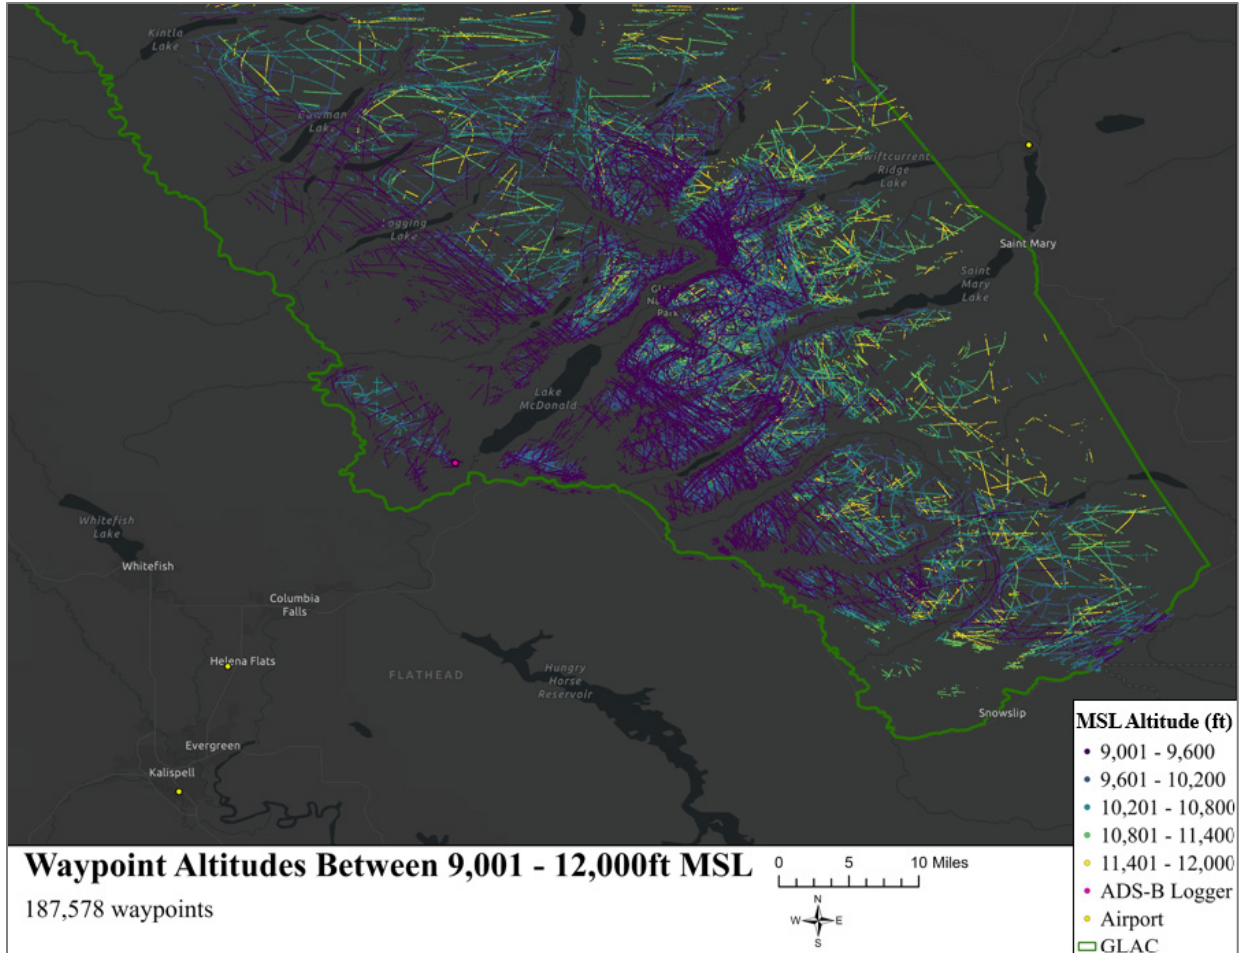 Kintla
Lake
Bowman
Lake
Swiftcurrent
Ridge
Lake
Logging
Lake
Saint Mary
Saint
Mary
Lake
Park
Lake
McDonald
Whitefish
Lake
Whitefish
Columbia
Falls
Helena Flats
FLATHEAD
Hungry
Horse
Reservoir
Snowslip
Evergreen
Kalispell
MSL Altitude (ft)
9,001 - 9,600
9,601 - 10,200
10,201 - 10,800
10,801 - 11,400
11,401 - 12,000
ADS-B Logger
Airport
GLAC
Waypoint Altitudes Between 9,001 - 12,000ft MSL
187,578 waypoints
0 5 10 Miles
N
W E
S